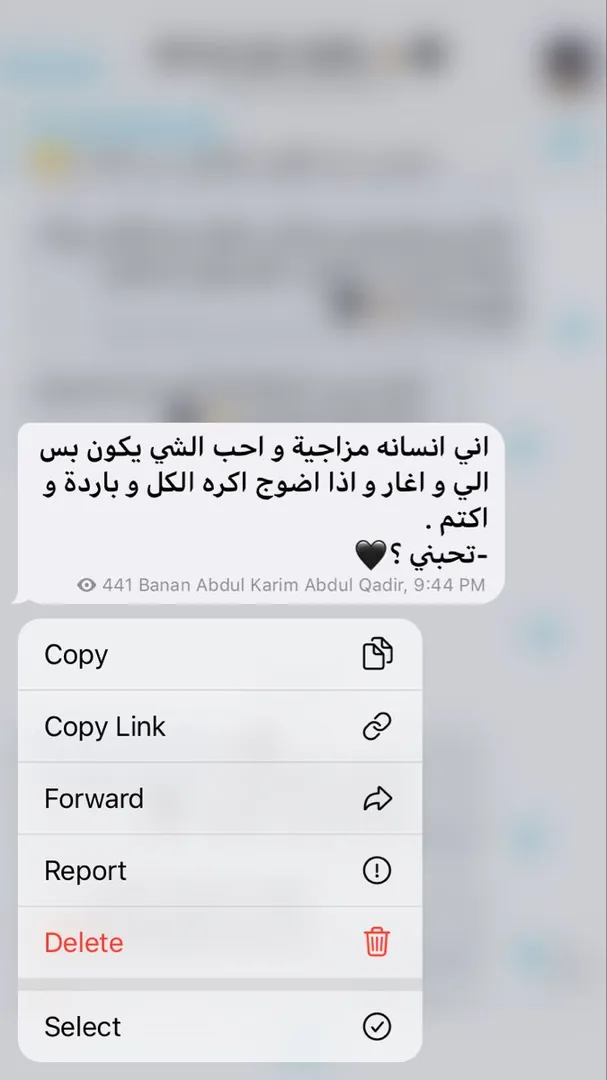 اني انسانه مزاجية و احب الشي يكون بس
الي و اغار و اذا اضوج اكره الكل و باردة و
اكتم .
-تحبني ؟🖤
441 Banan Abdul Karim Abdul Qadir, 9:44 PM
Copy
Copy Link
Forward
Report
Delete
Select